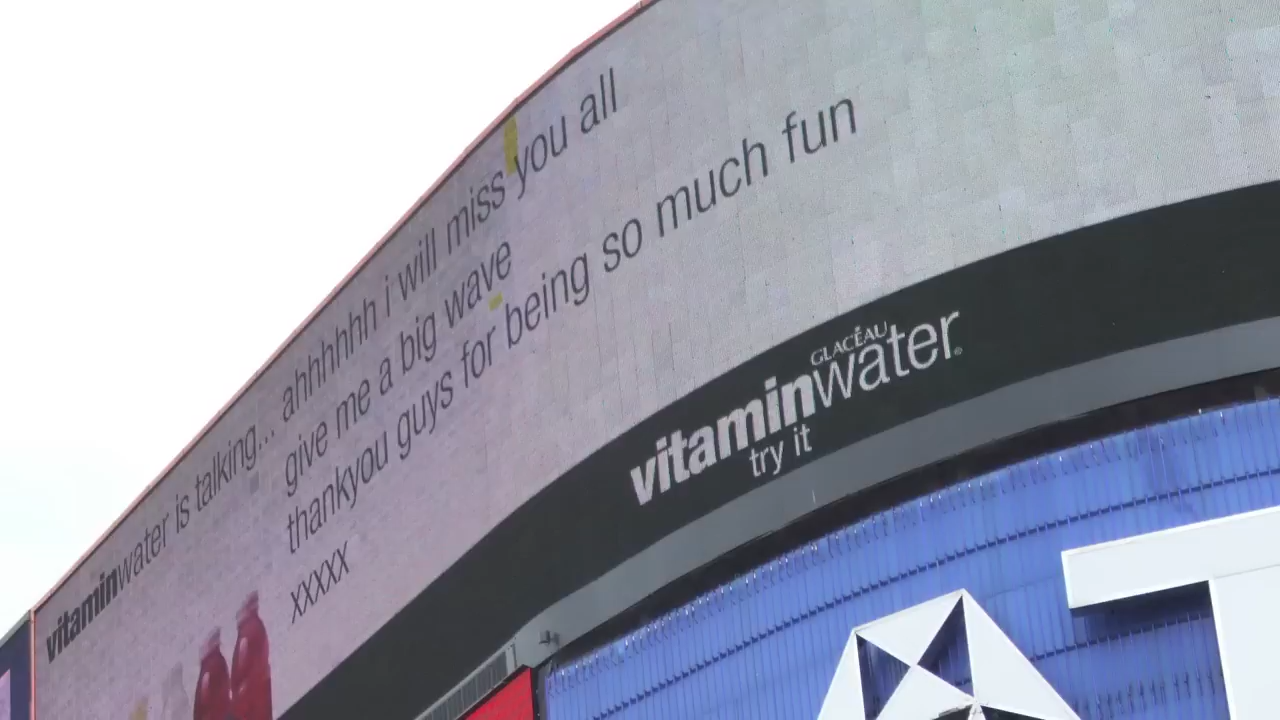 vitaminwater is talking... ahhhhhh i will miss you all
give me a big wave
thankyou guys for being so much fun
xxxxx
GLACÉAU
vitaminwater®
try it
T